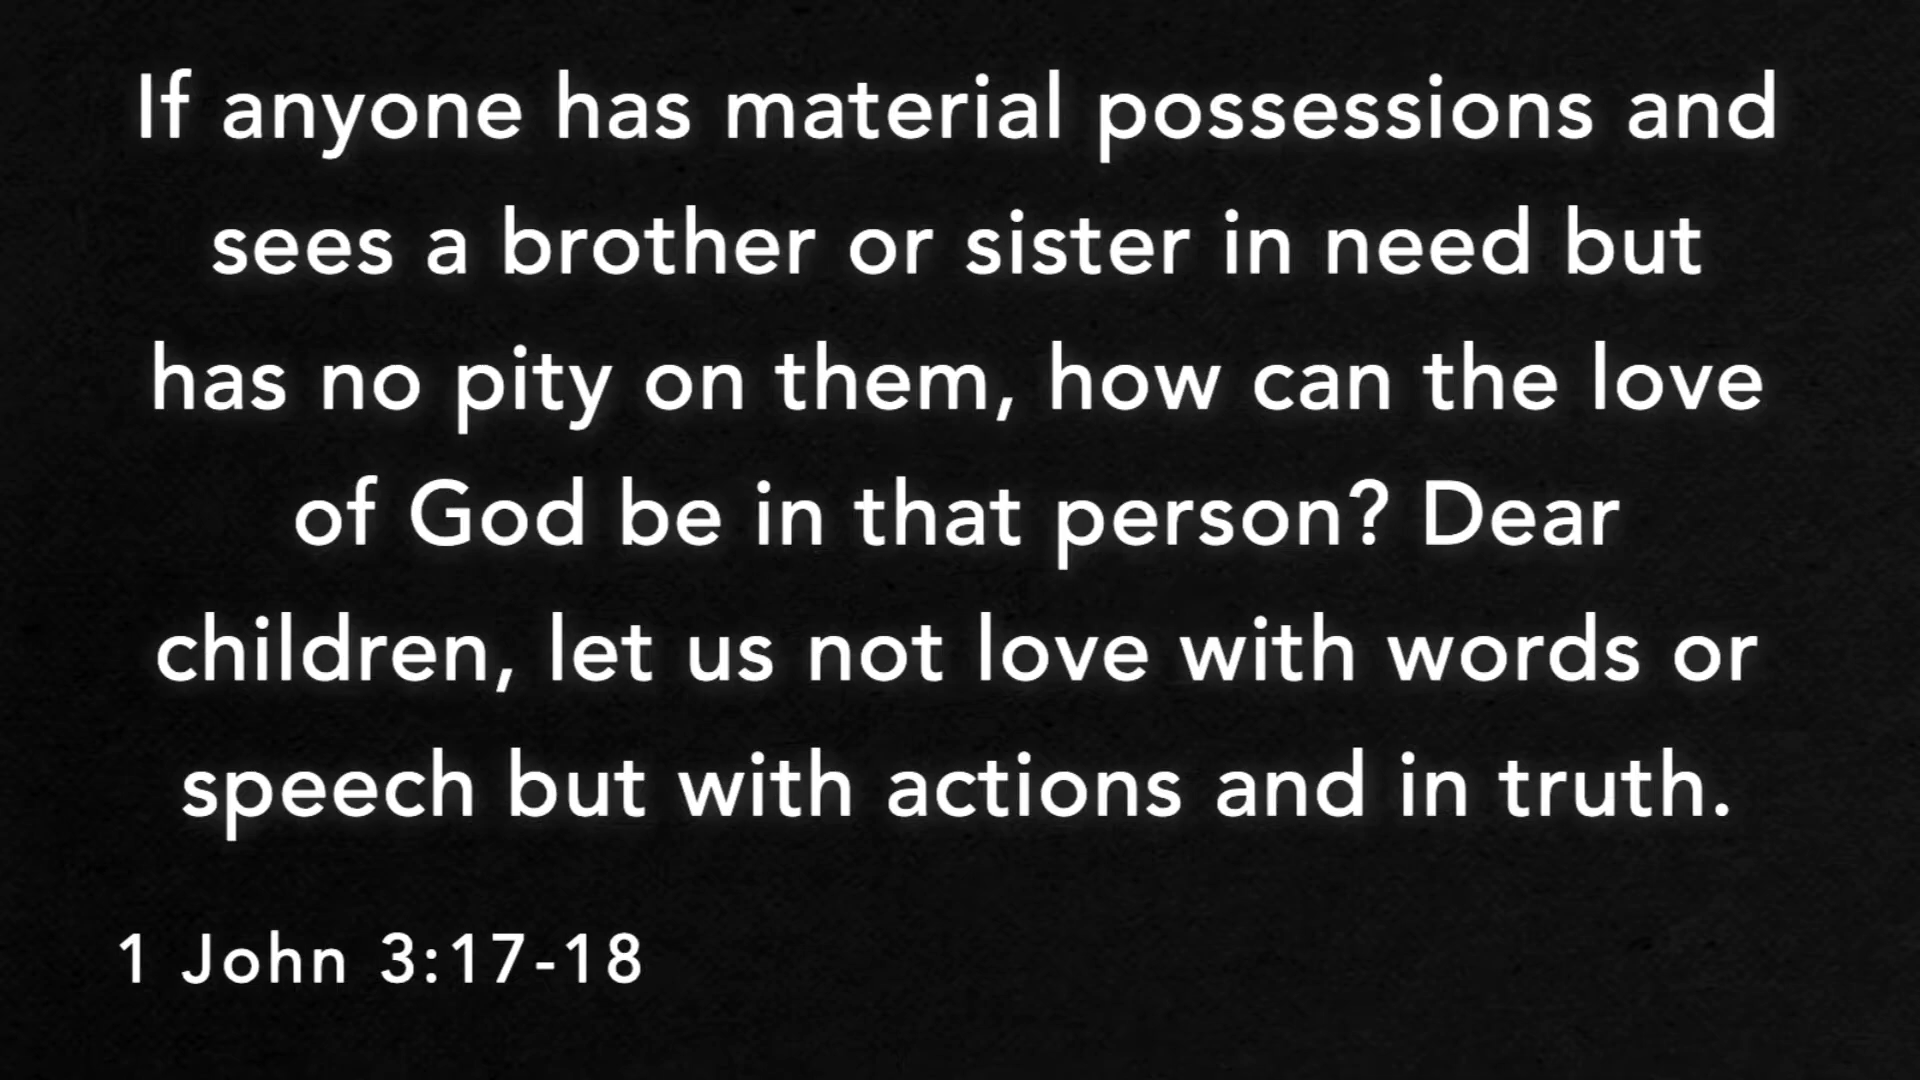 If anyone has material possessions and
sees a brother or sister in need but
has no pity on them, how can the love
of God be in that person? Dear
children, let us not love with words or
speech but with actions and in truth.
1 John 3:17-18